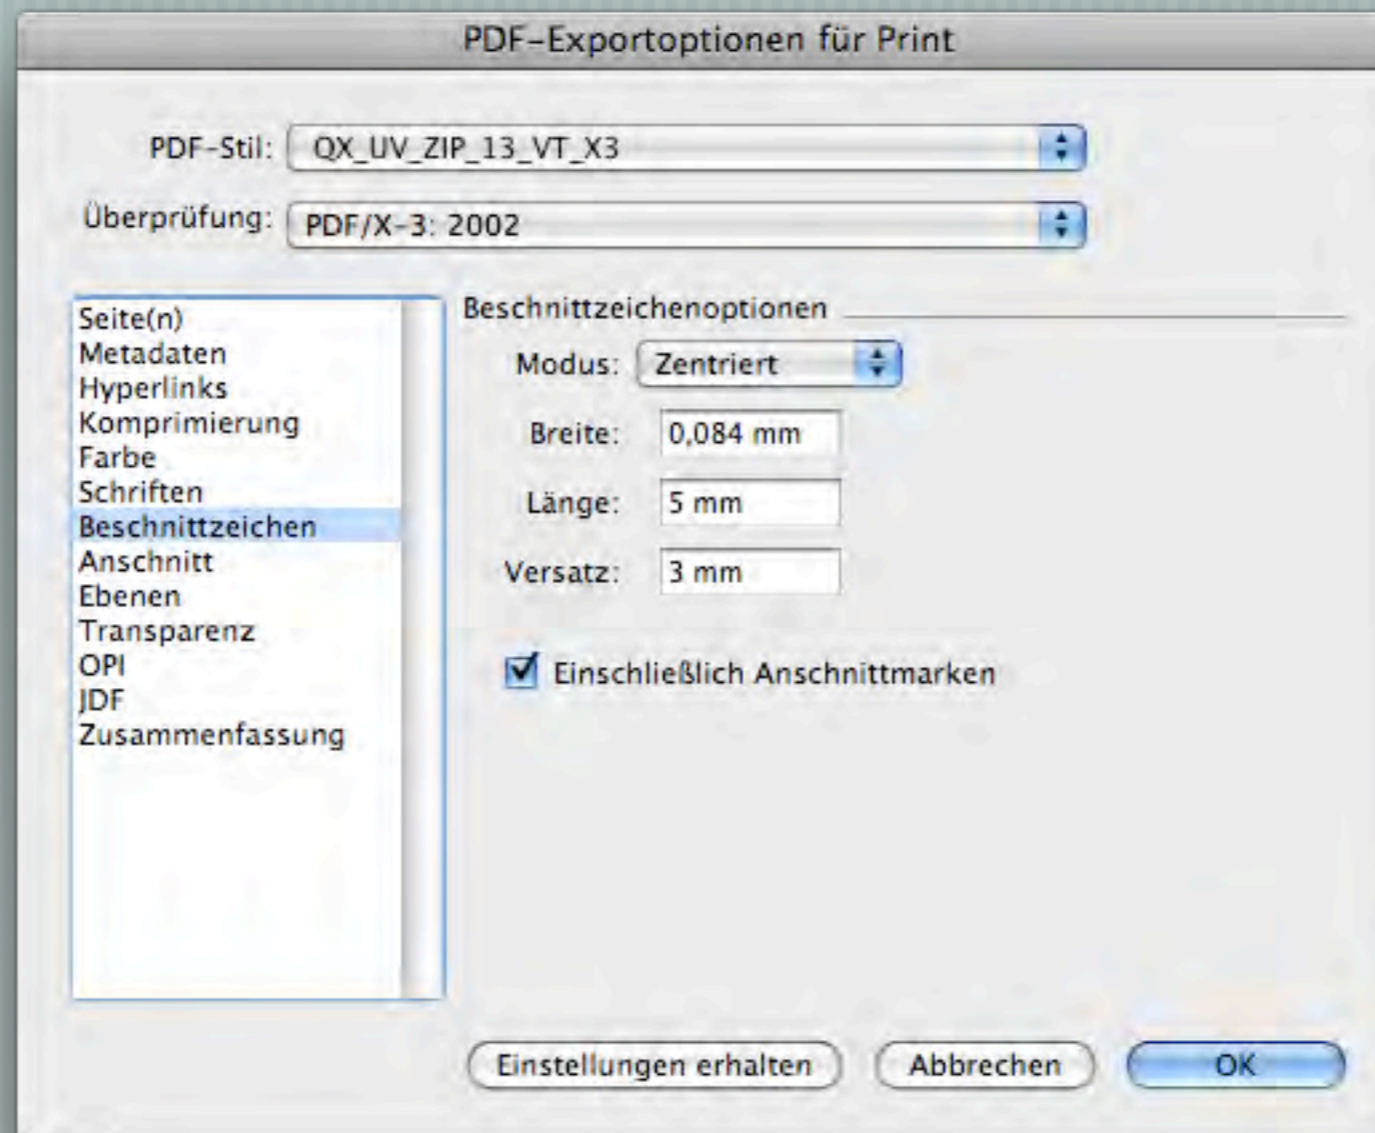 PDF-Exportoptionen für Print
PDF-Stil: QX_UV_ZIP_13_VT_X3
Überprüfung: PDF/X-3: 2002
Seite(n)
Metadaten
Hyperlinks
Komprimierung
Farbe
Schriften
Beschnittzeichen
Anschnitt
Ebenen
Transparenz
OPI
JDF
Zusammenfassung
Beschnittzeichenoptionen
Modus: Zentriert
Breite: 0,084 mm
Länge: 5 mm
Versatz: 3 mm
Einschließlich Anschnittmarken
Einstellungen erhalten Abbrechen OK